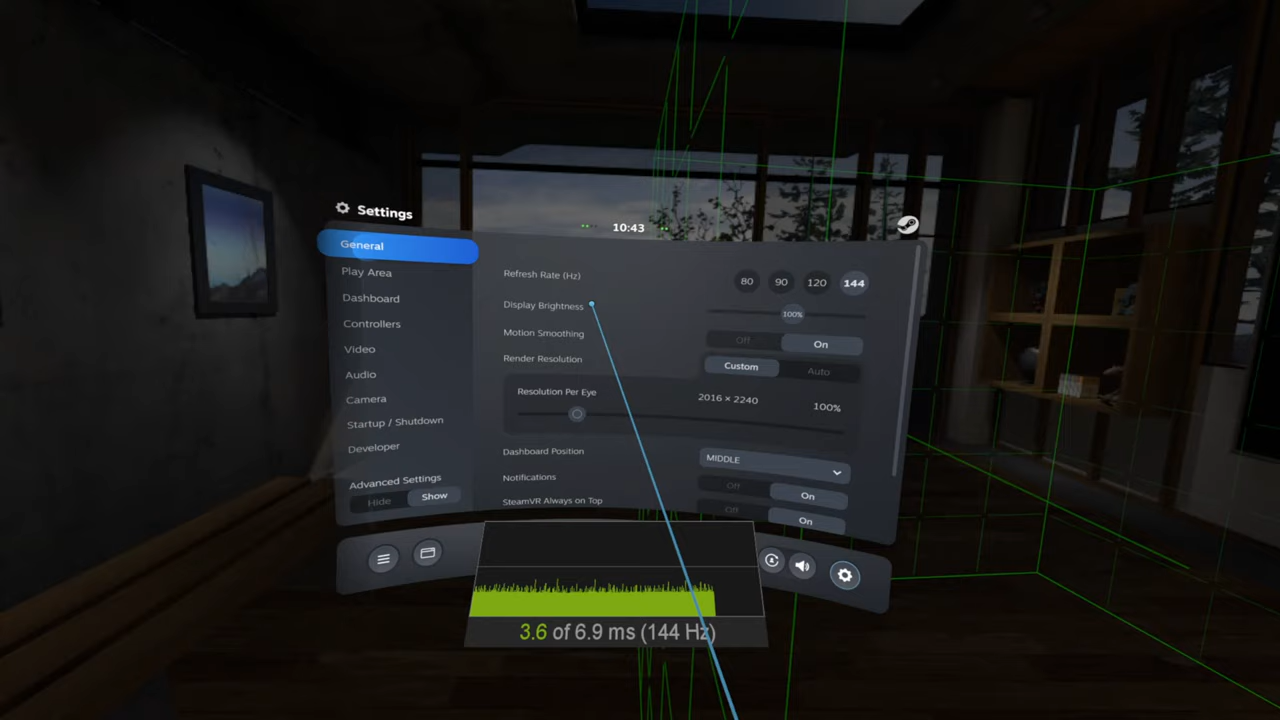 Settings
10:43
General
Play Area
Dashboard
Controllers
Video
Audio
Camera
Startup / Shutdown
Developer
Advanced Settings
Hide Show
Refresh Rate (Hz) 80 90 120 144
Display Brightness 100%
Motion Smoothing Off On
Render Resolution Custom Auto
Resolution Per Eye 2016 × 2240 100%
Dashboard Position MIDDLE
Notifications Off On
SteamVR Always on Top Off On
3.6 of 6.9 ms (144 Hz)